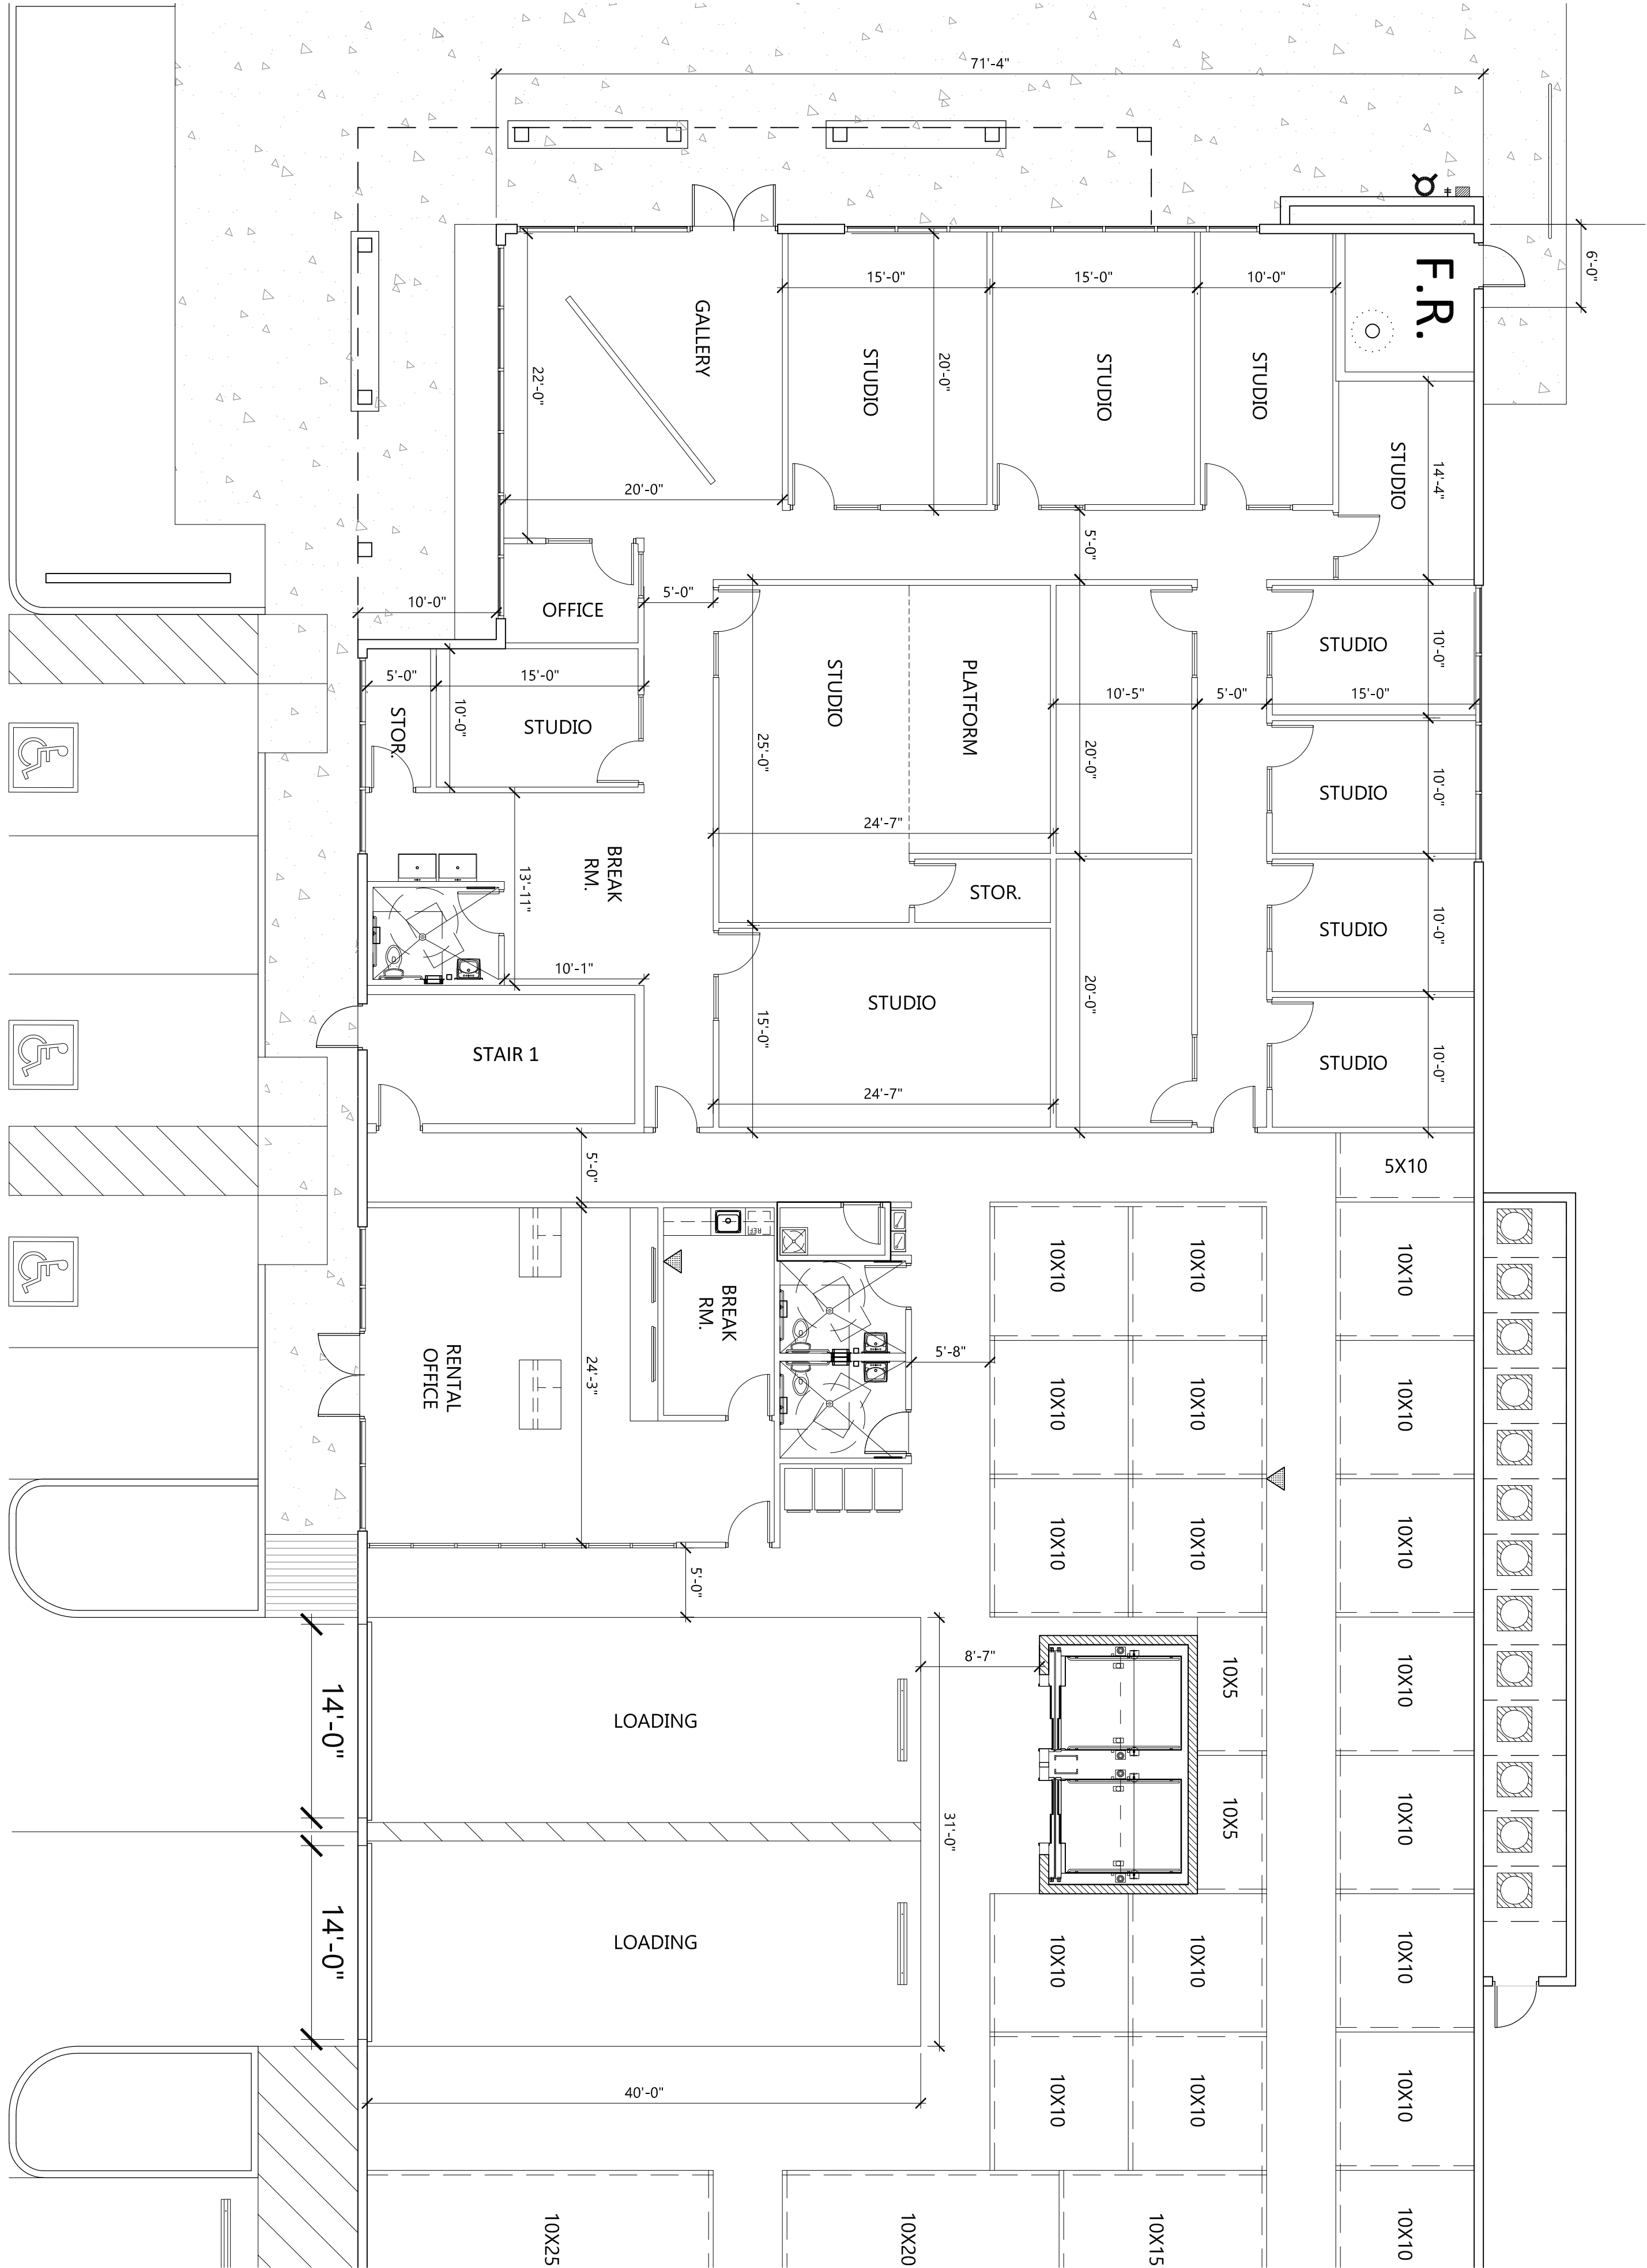 71'-4"
6'-0"
F.R.
15'-0"
15'-0"
10'-0"
GALLERY
22'-0"
STUDIO
20'-0"
STUDIO
STUDIO
STUDIO
14'-4"
20'-0"
5'-0"
10'-0"
OFFICE
5'-0"
STUDIO
10'-0"
5'-0"
15'-0"
STOR.
10'-0"
STUDIO
STUDIO
PLATFORM
25'-0"
10'-5"
5'-0"
15'-0"
20'-0"
24'-7"
STUDIO
10'-0"
BREAK
RM.
13'-11"
STOR.
STUDIO
10'-0"
10'-1"
STUDIO
15'-0"
20'-0"
STAIR 1
STUDIO
10'-0"
24'-7"
5'-0"
5X10
REF.
BREAK
RM.
10X10
10X10
10X10
RENTAL
OFFICE
24'-3"
5'-8"
10X10
10X10
10X10
10X10
10X10
10X10
5'-0"
8'-7"
14'-0"
LOADING
10X5
10X10
31'-0"
10X5
10X10
14'-0"
LOADING
10X10
10X10
10X10
40'-0"
10X10
10X10
10X10
10X25
10X20
10X15
10X10